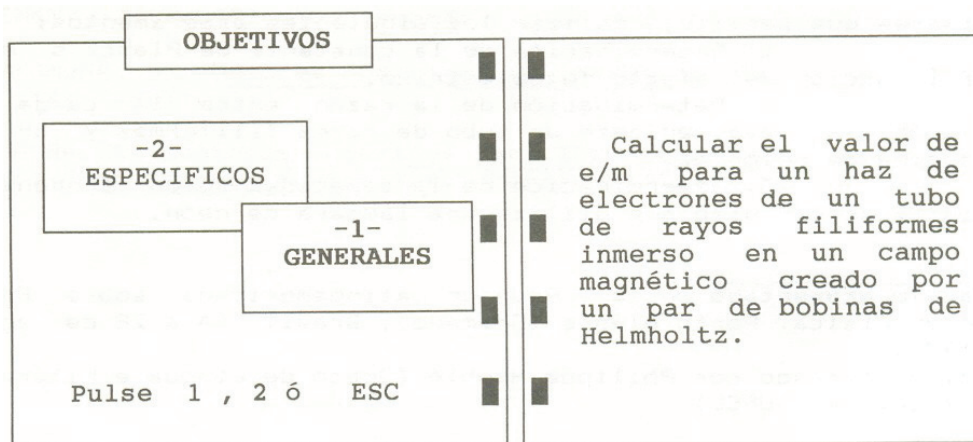 OBJETIVOS
-2-
ESPECIFICOS
-1-
GENERALES
Pulse 1 , 2 ó ESC
Calcular el valor de
e/m para un haz de
electrones de un tubo
de rayos filiformes
inmerso en un campo
magnético creado por
un par de bobinas de
Helmholtz.